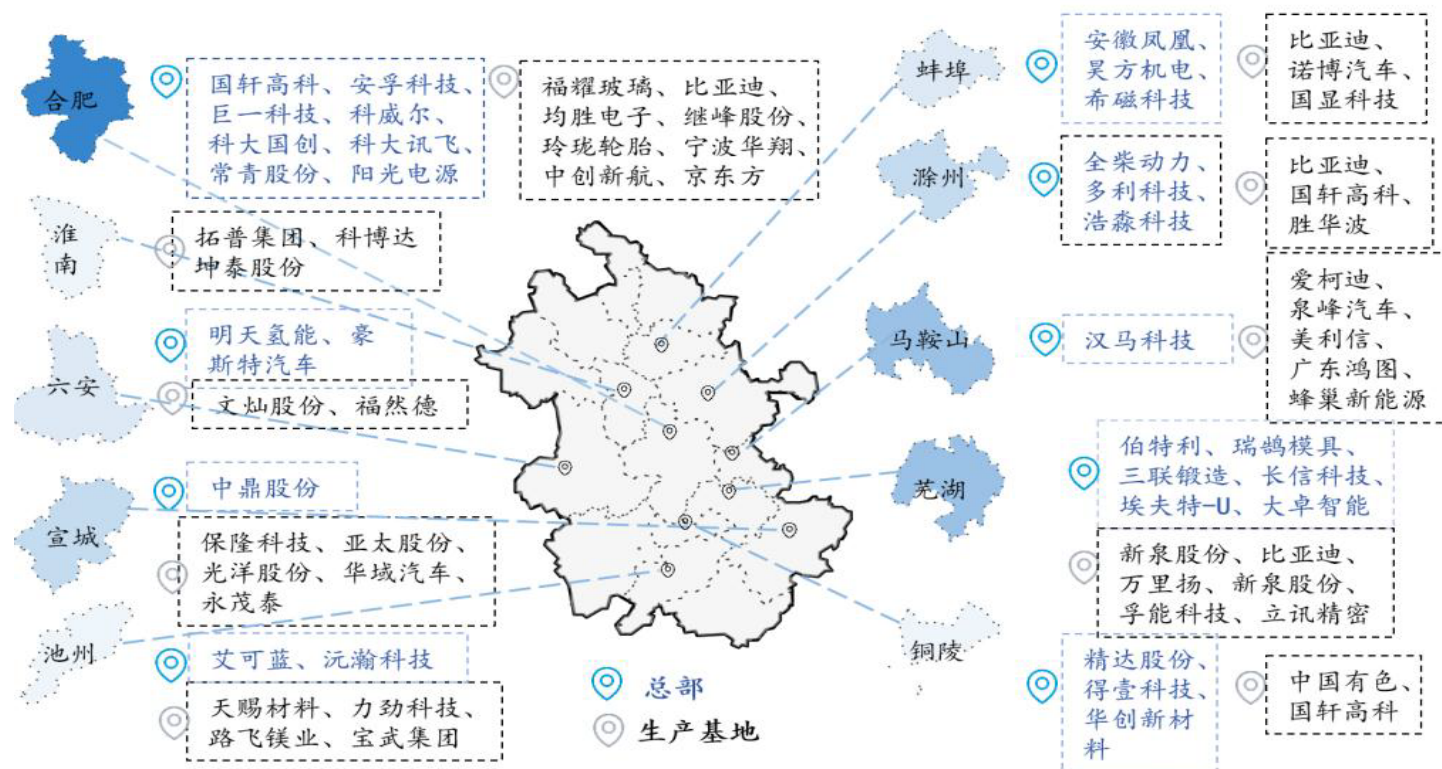 合肥
国轩高科、安孚科技、
巨一科技、科威尔、
科大国创、科大讯飞、
常青股份、阳光电源
福耀玻璃、比亚迪、
均胜电子、继峰股份、
玲珑轮胎、宁波华翔、
中创新航、京东方
淮
南
拓普集团、科博达
坤泰股份
六安
明天氢能、豪
斯特汽车
文灿股份、福然德
宣城
中鼎股份
保隆科技、亚太股份、
光洋股份、华域汽车、
永茂泰
池州
艾可蓝、沅瀚科技
天赐材料、力劲科技、
路飞镁业、宝武集团
蚌埠
安徽凤凰、
昊方机电、
希磁科技
比亚迪、
诺博汽车、
国显科技
滁州
全柴动力、
多利科技、
浩淼科技
比亚迪、
国轩高科、
胜华波
马鞍山
汉马科技
爱柯迪、
泉峰汽车、
美利信、
广东鸿图、
蜂巢新能源
芜湖
伯特利、瑞鹄模具、
三联锻造、长信科技、
埃夫特-U、大卓智能
新泉股份、比亚迪、
万里扬、新泉股份、
孚能科技、立讯精密
铜陵
精达股份、
得壹科技、
华创新材
料
中国有色、
国轩高科
总部
生产基地